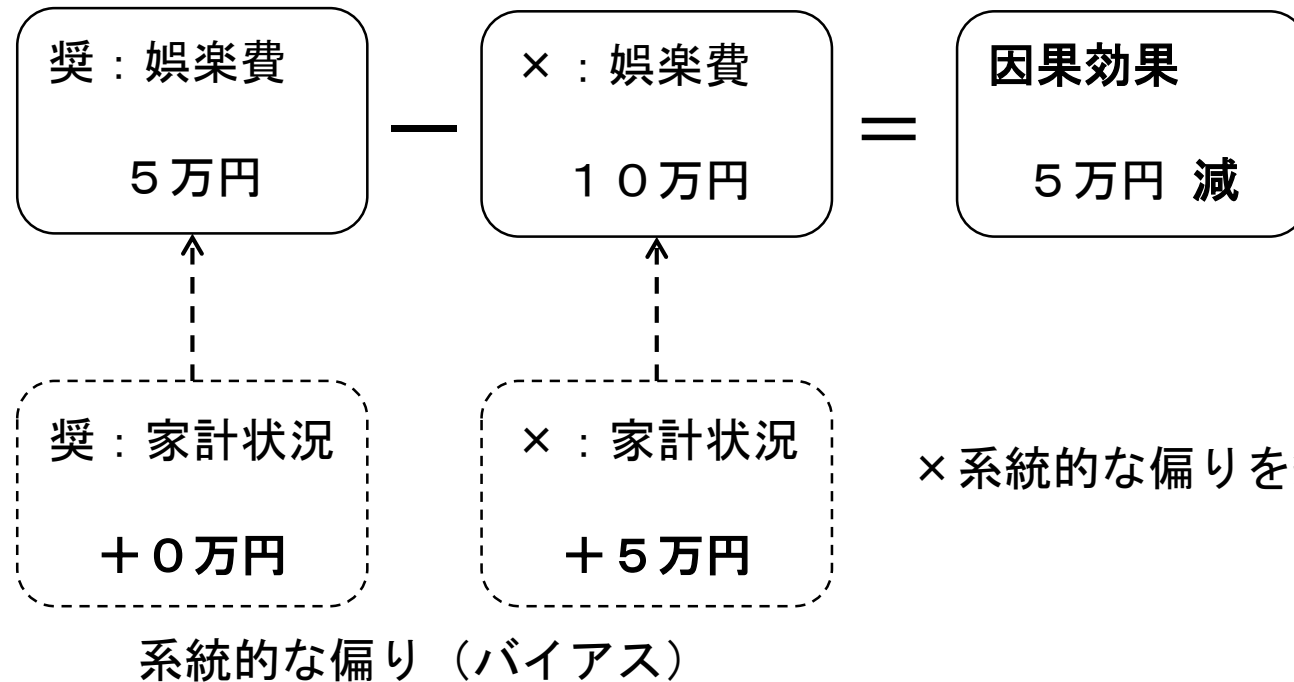 奨：娯楽費
５万円
―
×：娯楽費
１０万円
＝
因果効果
５万円 減
奨：家計状況
＋０万円
×：家計状況
＋５万円
×系統的な偏りを
系統的な偏り（バイアス）